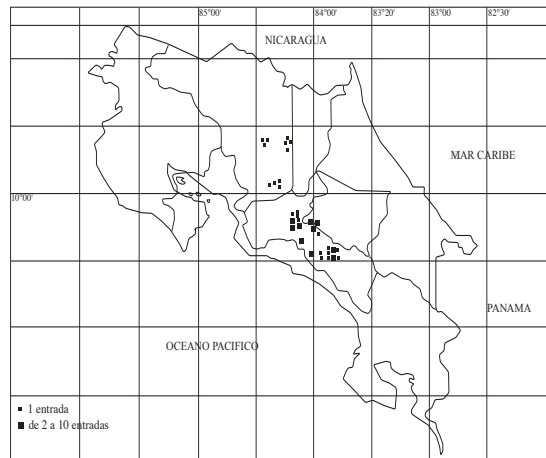 85°00'
84°00'
83°20'
83°00'
82°30'
NICARAGUA
MAR CARIBE
10°00'
PANAMA
OCEANO PACIFICO
1 entrada
de 2 a 10 entradas